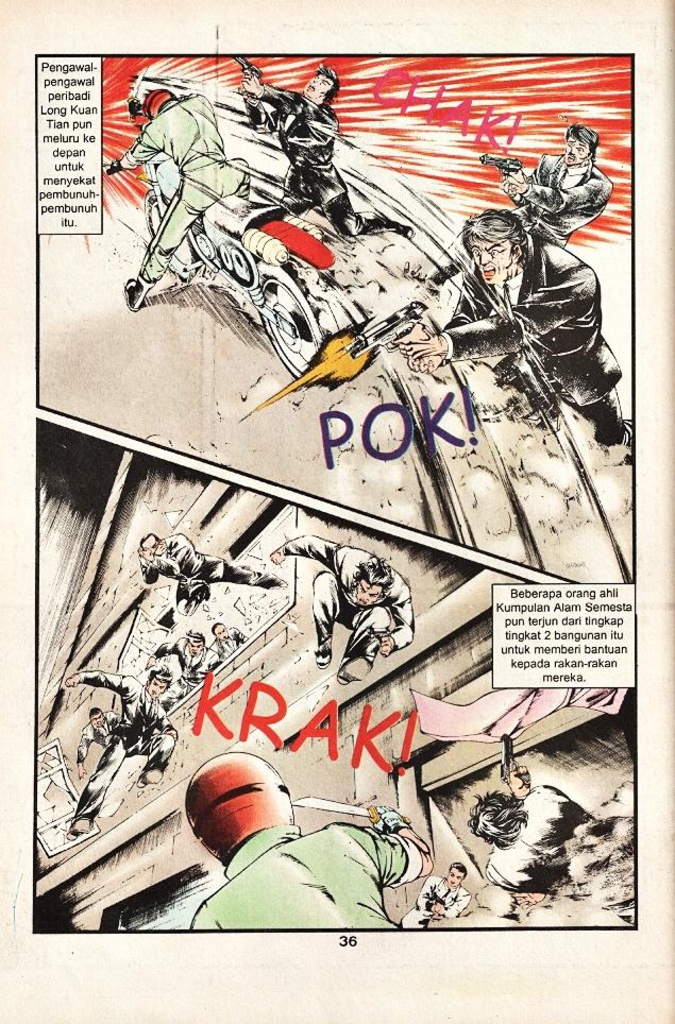 Pengawal-
pengawal
peribadi
Long Kuan
Tian pun
meluru ke
depan
untuk
menyekat
pembunuh-
pembunuh
itu.
CHAK!
POK!
Beberapa orang ahli
Kumpulan Alam Semesta
pun terjun dari tingkap
tingkat 2 bangunan itu
untuk memberi bantuan
kepada rakan-rakan
mereka.
KRAK!
36